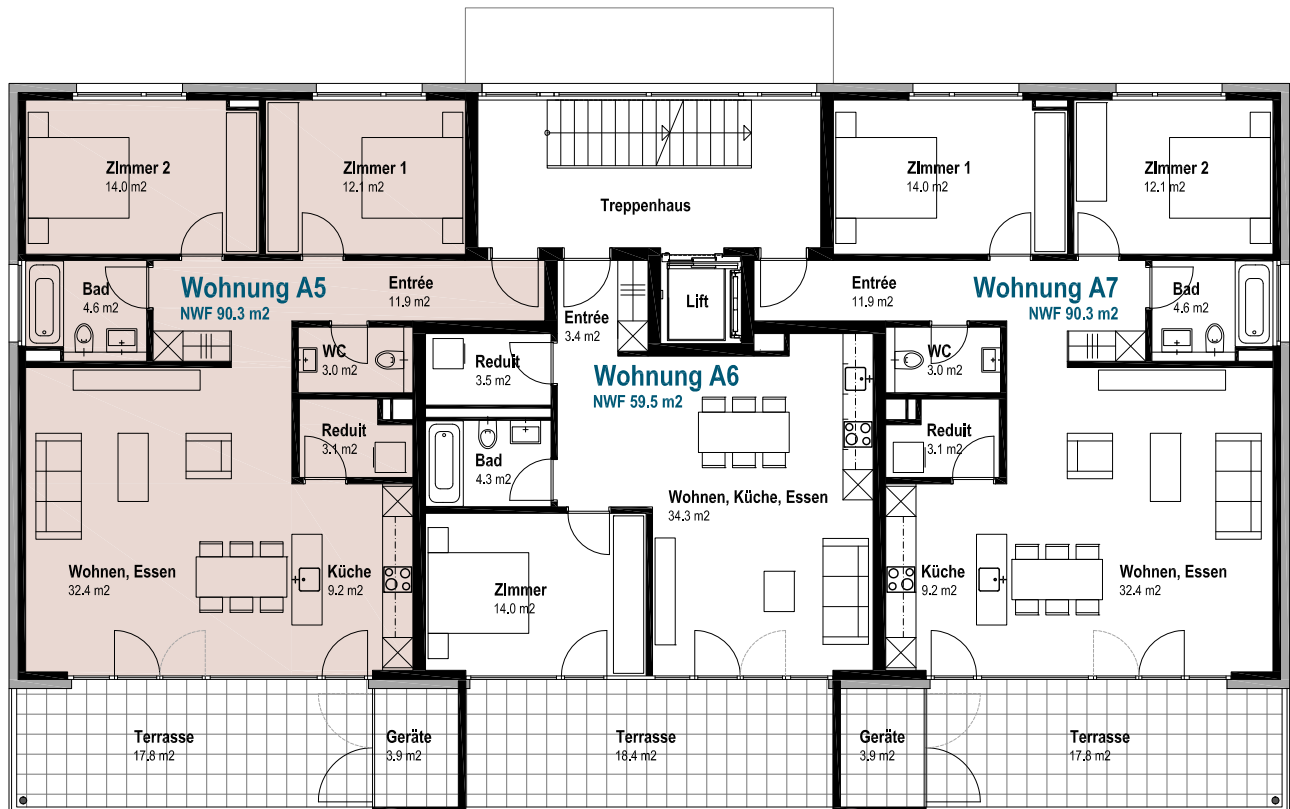 ZImmer 2
14.0 m2
ZImmer 1
12.1 m2
Treppenhaus
ZImmer 1
14.0 m2
ZImmer 2
12.1 m2
Bad
4.6 m2
Wohnung A5
NWF 90.3 m2
Entrée
11.9 m2
Entrée
3.4 m2
Lift
Entrée
11.9 m2
Wohnung A7
NWF 90.3 m2
Bad
4.6 m2
WC
3.0 m2
Reduit
3.5 m2
Wohnung A6
NWF 59.5 m2
WC
3.0 m2
Reduit
3.1 m2
Bad
4.3 m2
Reduit
3.1 m2
Wohnen, Küche, Essen
34.3 m2
Wohnen, Essen
32.4 m2
Küche
9.2 m2
ZImmer
14.0 m2
Küche
9.2 m2
Wohnen, Essen
32.4 m2
Terrasse
17.8 m2
Geräte
3.9 m2
Terrasse
18.4 m2
Geräte
3.9 m2
Terrasse
17.8 m2